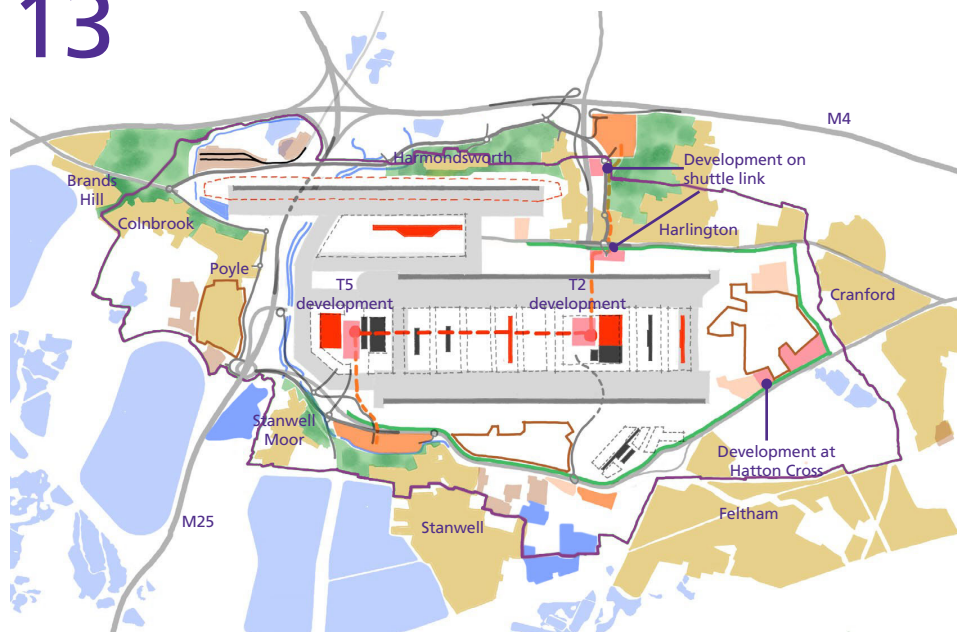 13
M4
Harmondsworth
Development on
shuttle link
Brands
Hill
Colnbrook
Harlington
Poyle
T5
development
T2
development
Cranford
Stanwell
Moor
Development at
Hatton Cross
Feltham
M25
Stanwell